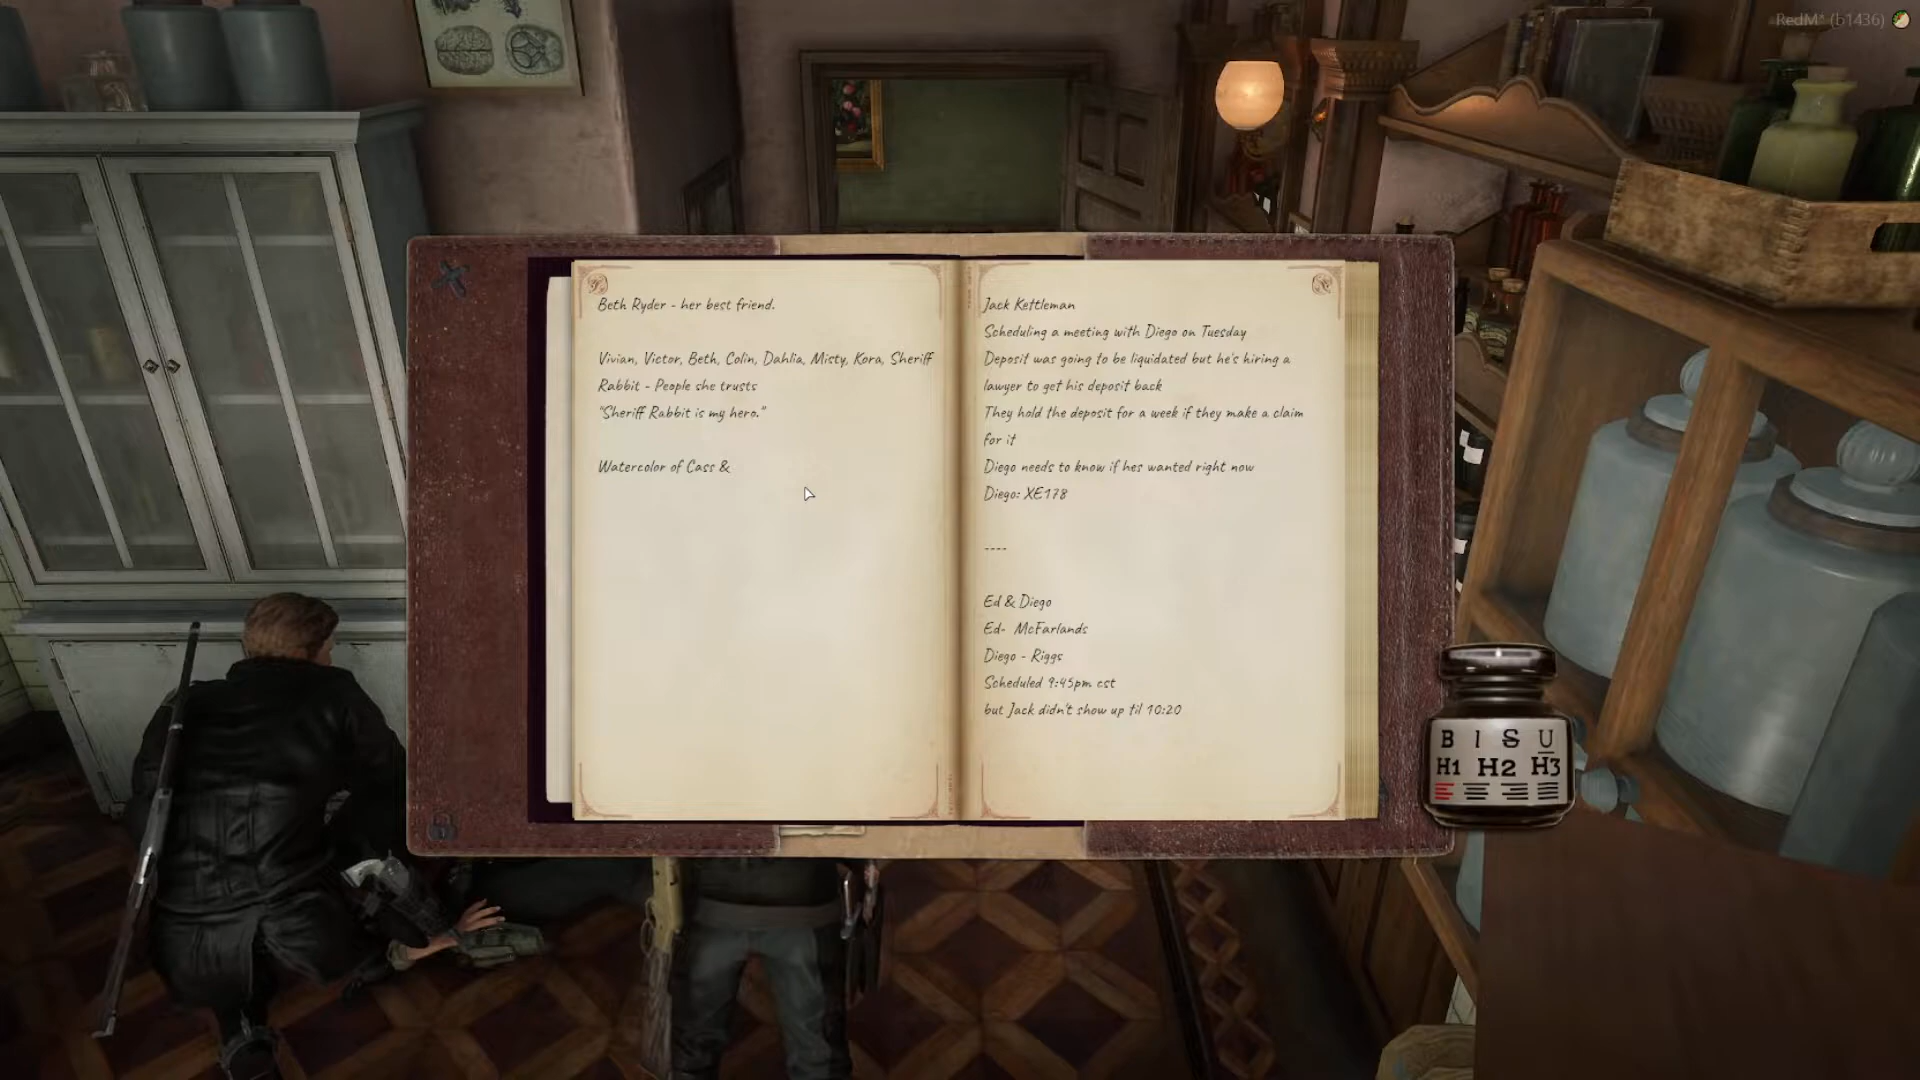 RedM* (b1436)
Beth Ryder - her best friend.
Vivian, Victor, Beth, Colin, Dahlia, Misty, Kora, Sheriff
Rabbit - People she trusts
"Sheriff Rabbit is my hero."
Watercolor of Cass &
Jack Kettleman
Scheduling a meeting with Diego on Tuesday
Deposit was going to be liquidated but he's hiring a
lawyer to get his deposit back
They hold the deposit for a week if they make a claim
for it
Diego needs to know if hes wanted right now
Diego: XE178
----
Ed & Diego
Ed- McFarlands
Diego - Riggs
Scheduled 9:45pm cst
but Jack didn't show up til 10:20
B I S U
H1 H2 H3